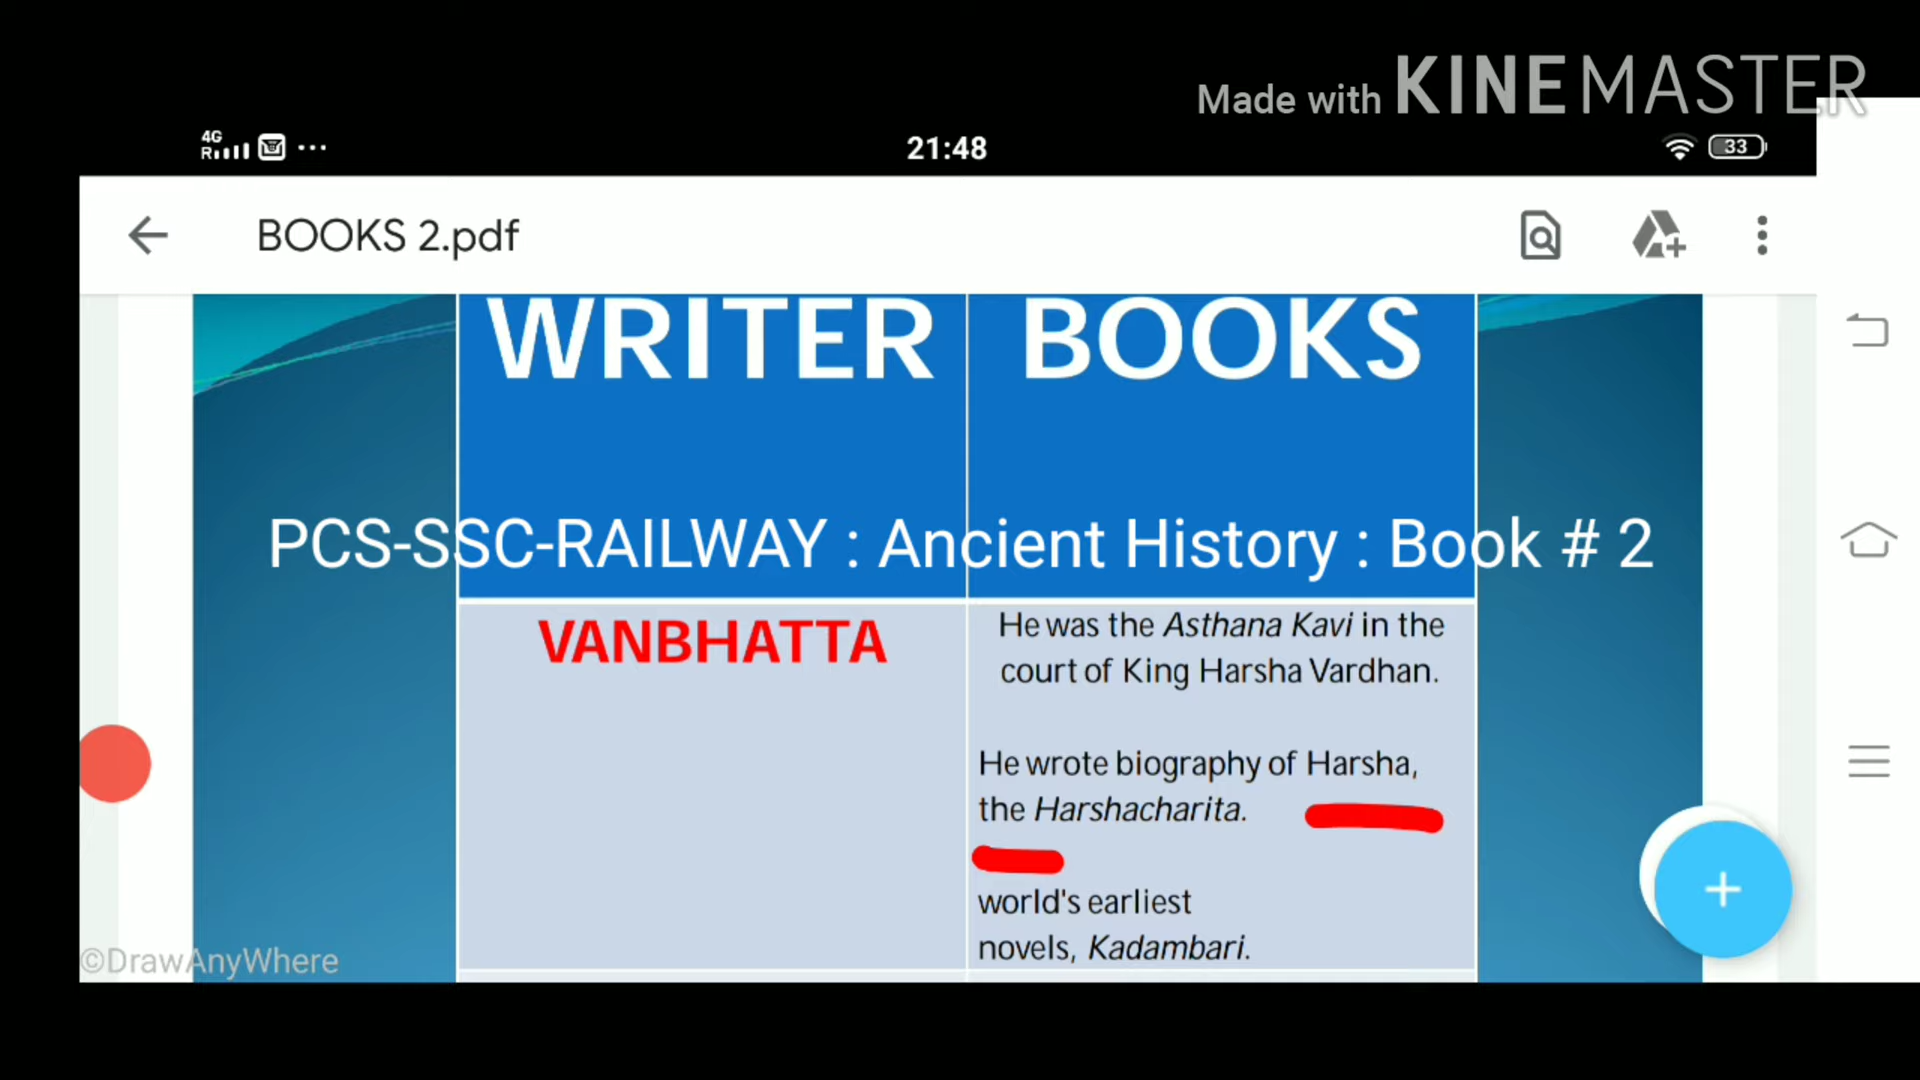 Made with KINEMASTER
4G
R
21:48
33
BOOKS 2.pdf
WRITER BOOKS
PCS-SSC-RAILWAY : Ancient History : Book # 2
VANBHATTA
He was the Asthana Kavi in the
court of King Harsha Vardhan.
He wrote biography of Harsha,
the Harshacharita.
world's earliest
novels, Kadambari.
©DrawAnyWhere